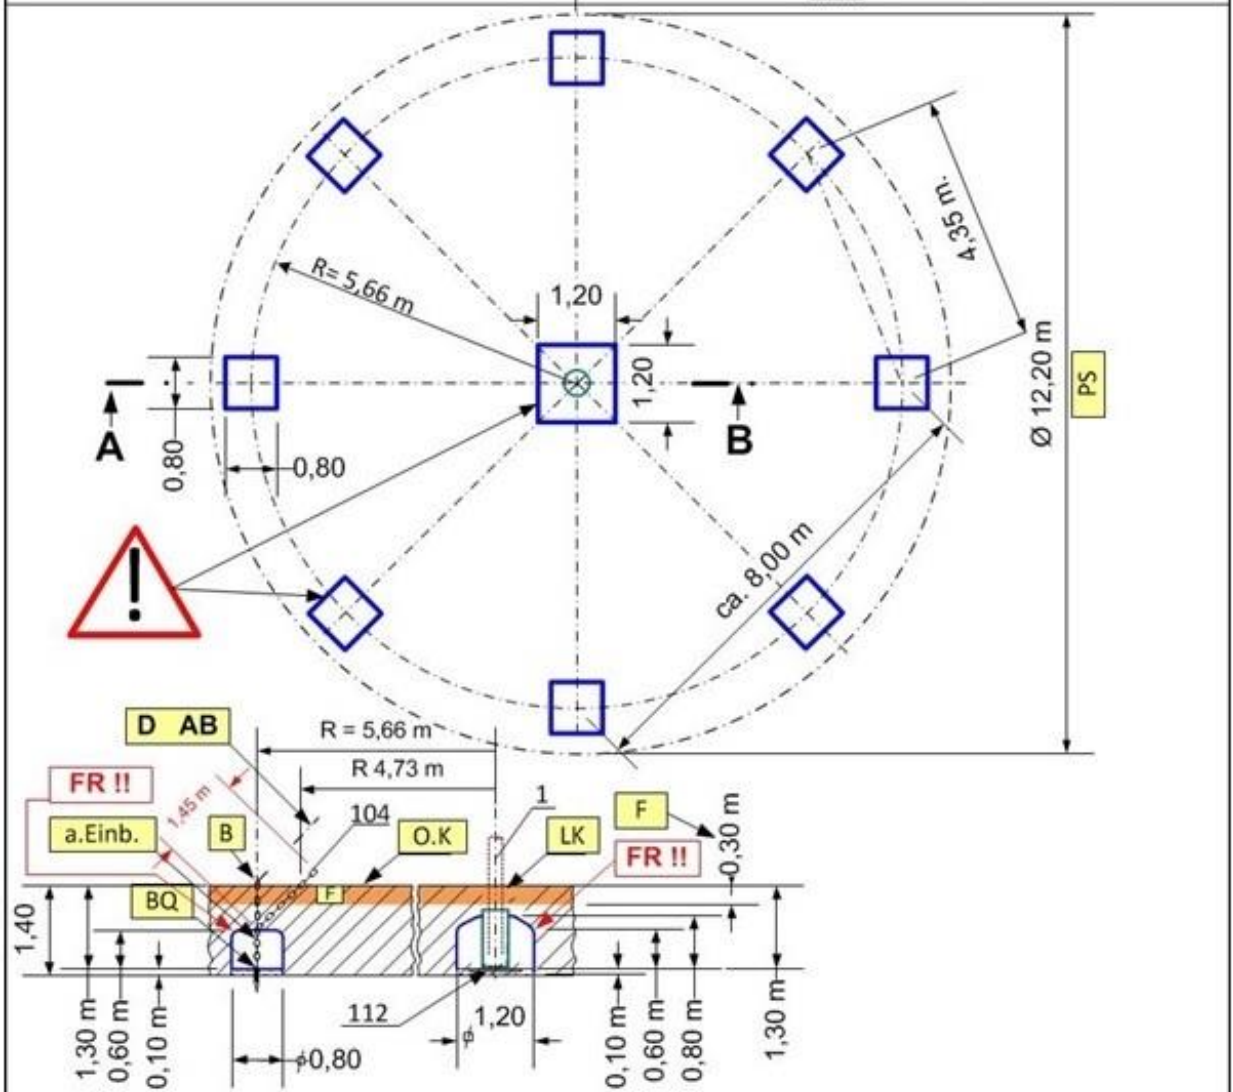 R= 5,66 m
1,20
1,20
4,35 m.
Ø 12,20 m
PS
A
B
0,80
0,80
!
ca. 8,00 m
D AB
R = 5,66 m
R 4,73 m
FR !!
1,45 m
a.Einb.
B
104
O.K
1
LK
F
0,30 m
FR !!
BQ
F
1,40
1,30 m
0,60 m
0,10 m
112
1,20
0,80
0,10 m
0,60 m
0,80 m
1,30 m